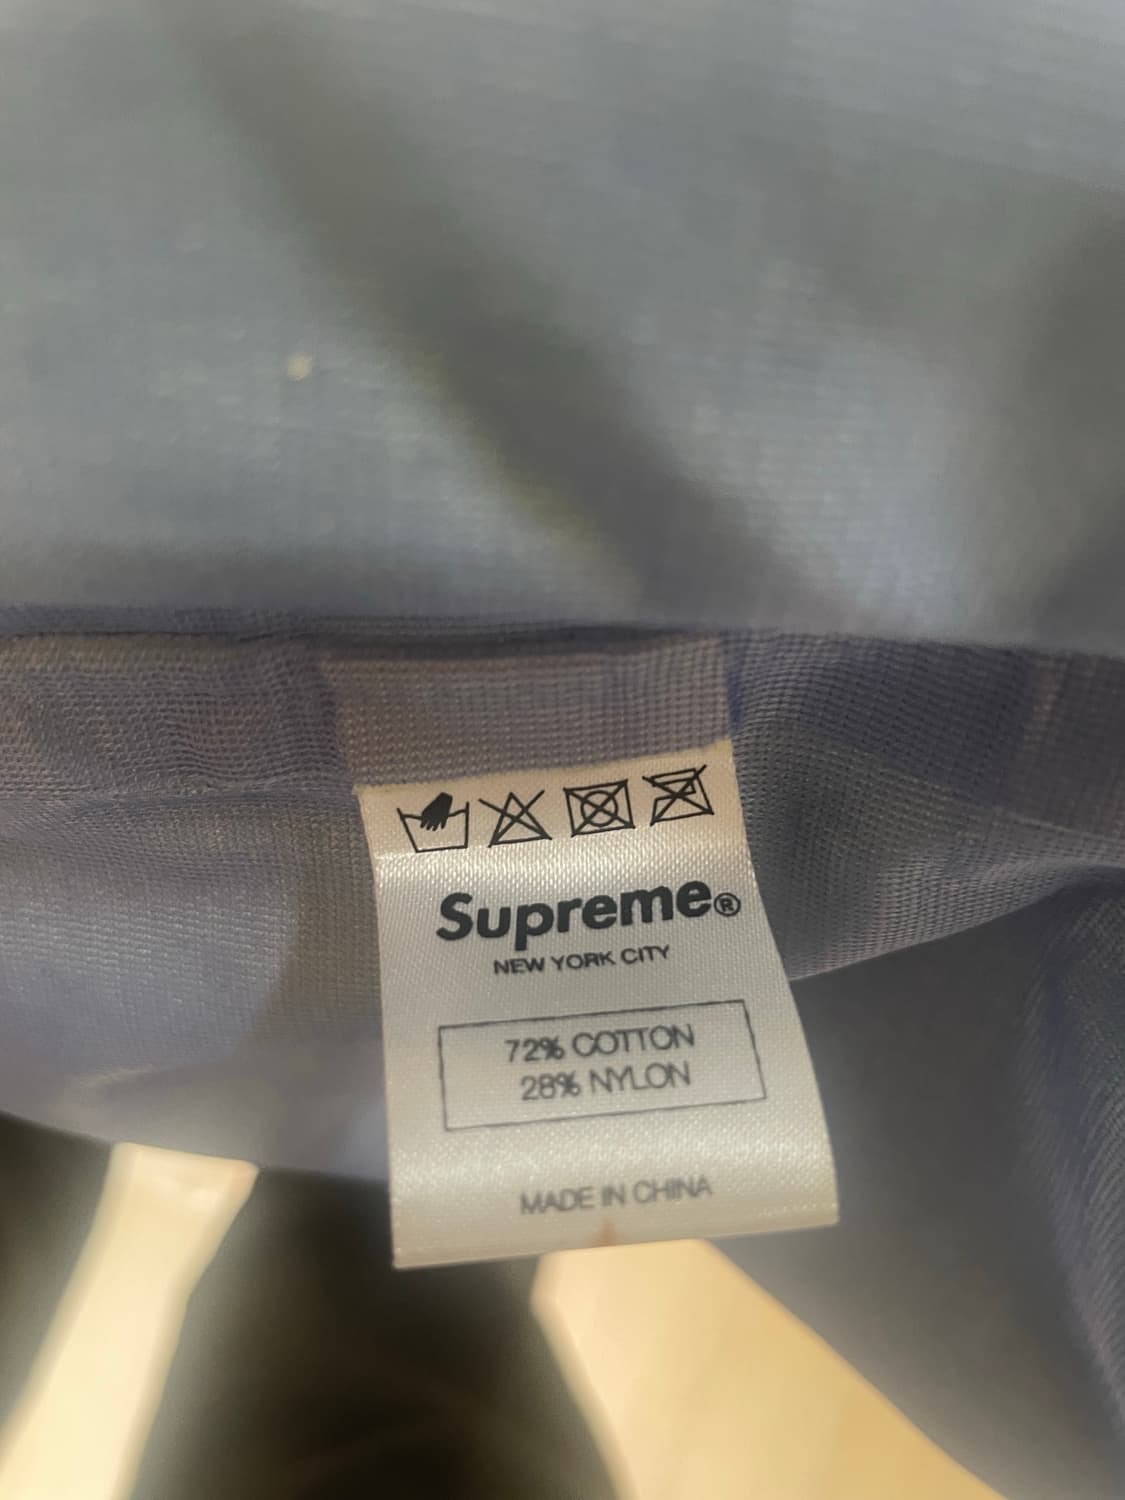 Supreme®
NEW YORK CITY
72% COTTON
28% NYLON
MADE IN CHINA